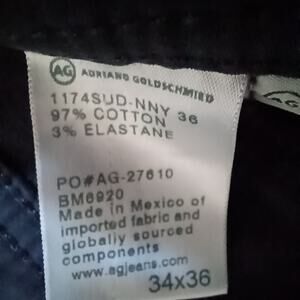 AG ADRIANO GOLDSCHMIED
1174SUD-NNY 36
97% COTTON
3% ELASTANE
PO#AG-27610
BM6920
Made in Mexico of
imported fabric and
globally sourced
components
www.agjeans.com
34x36